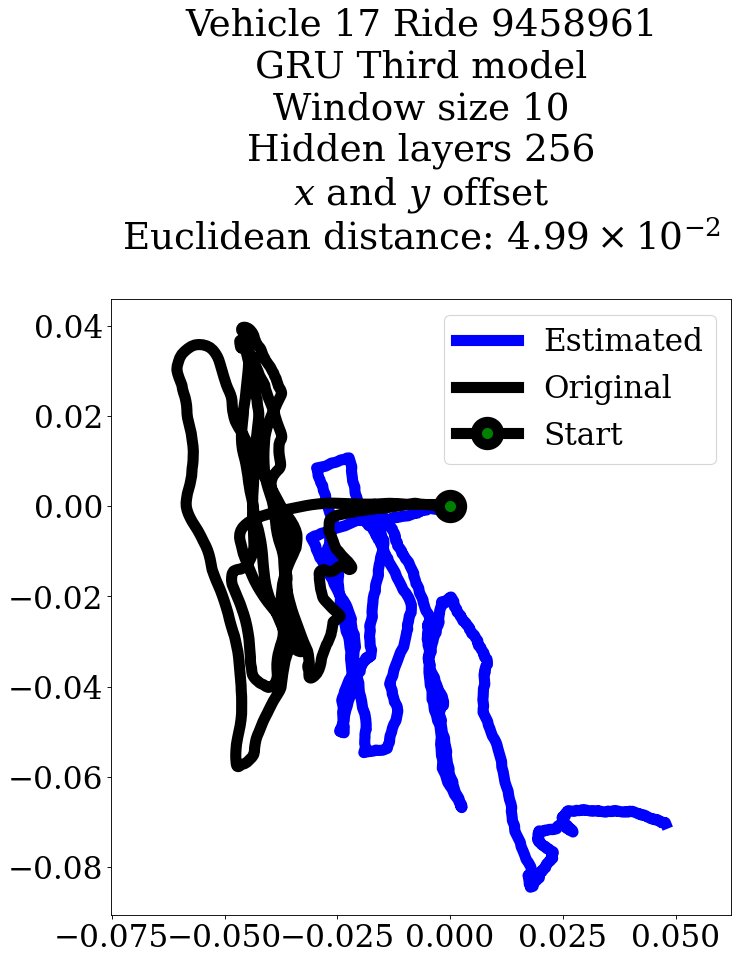 Vehicle 17 Ride 9458961
GRU Third model
Window size 10
Hidden layers 256
x and y offset
Euclidean distance: 4.99 × 10⁻²
Estimated
Original
Start
0.04
0.02
0.00
−0.02
−0.04
−0.06
−0.08
−0.075 −0.050 −0.025 0.000 0.025 0.050